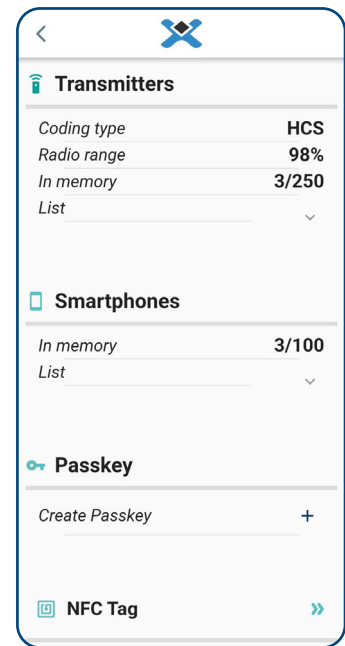 Transmitters
Coding type HCS
Radio range 98%
In memory 3/250
List
Smartphones
In memory 3/100
List
Passkey
Create Passkey +
NFC Tag